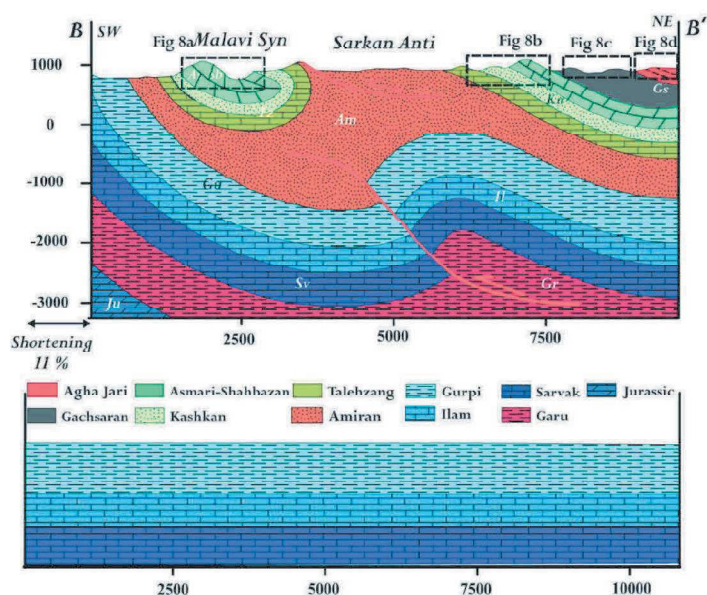 B SW Fig 8a Malavi Syn Sarkan Anti Fig 8b Fig 8c NE Fig 8d B'
1000
0
-1000
-2000
-3000
Gs
Kn
Am
Gu
Il
Sv
Gr
Ju
2500 5000 7500
Shortening
11 %
Agha Jari Asmari-Shahbazan Talehzang Gurpi Sarvak Jurassic
Gachsaran Kashkan Amiran Ilam Garu
2500 5000 7500 10000